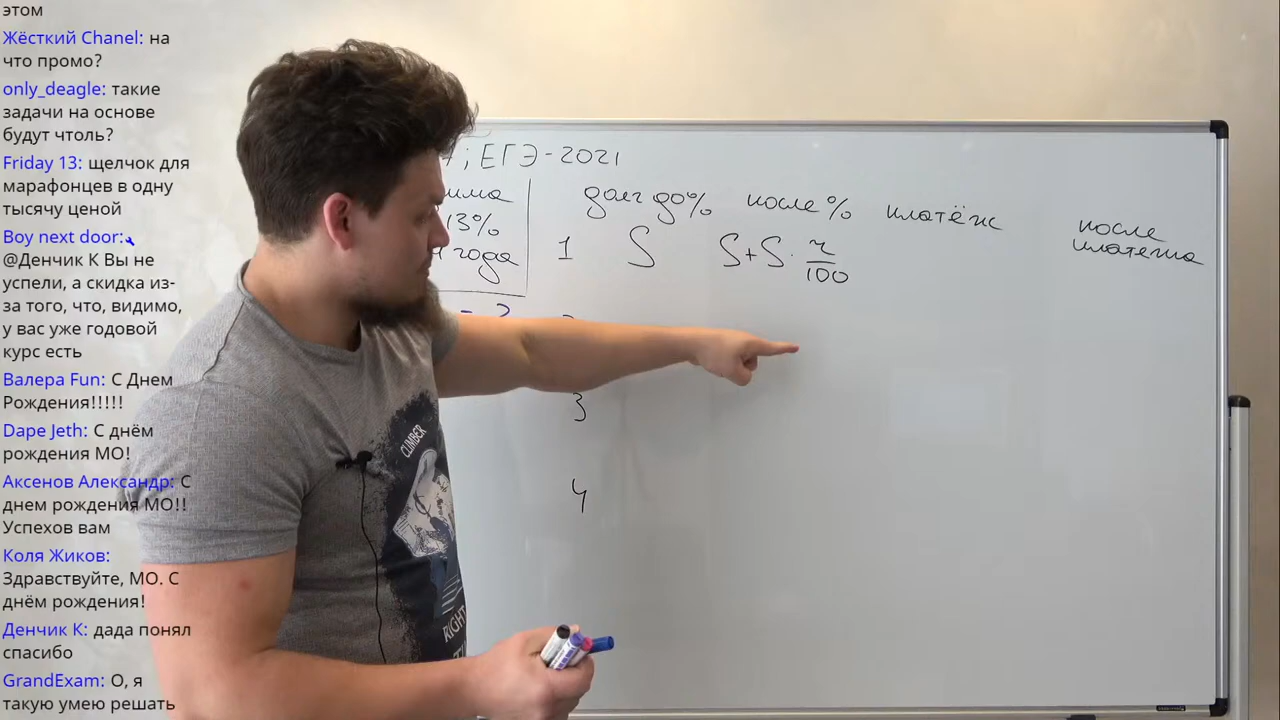 этом
Жёсткий Chanel: на
что промо?
only_deagle: такие
задачи на основе
будут чтоль?
Friday 13: щелчок для
марафонцев в одну
тысячу ценой
Boy next door:
@Денчик К Вы не
успели, а скидка из-
за того, что, видимо,
у вас уже годовой
курс есть
Валера Fun: С Днем
Рождения!!!!!
Dape Jeth: С днём
рождения МО!
Аксенов Александр: С
днем рождения МО!!
Успехов вам
Коля Жиков:
Здравствуйте, МО. С
днём рождения!
Денчик К: дада понял
спасибо
GrandExam: О, я
такую умею решать
; ЕГЭ-2021
13%
года
долг до % после % платёж после платежа
1 S S+S·r/100
3
4
CLIMBER
RIGHT